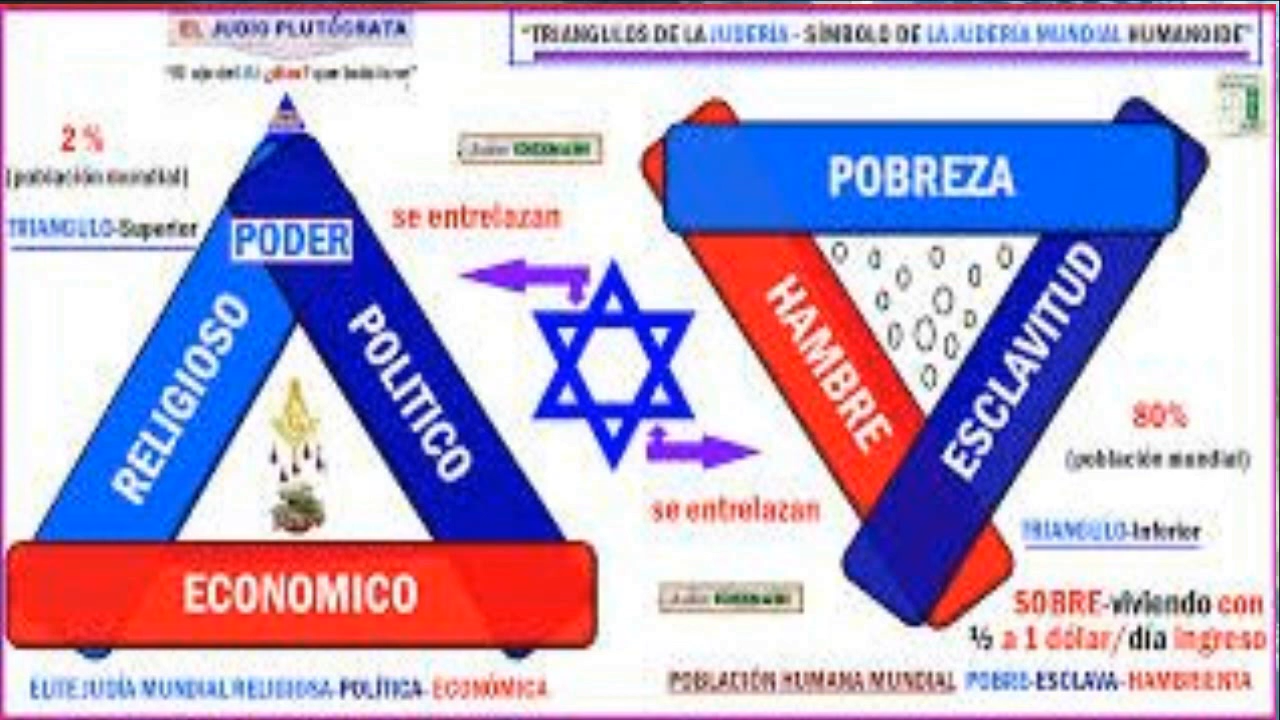 EL JUDIO PLUTÓGRATA
"TRIANGULOS DE LA JUDERÍA - SÍMBOLO DE LA JUDERIA MUNDIAL HUMANOIDE"
2 %
(población mundial)
TRIANGULO-Superior
PODER
RELIGIOSO
POLITICO
ECONOMICO
ELITE JUDÍA MUNDIAL RELIGIOSA-POLÍTICA-ECONÓMICA
se entrelazan
se entrelazan
POBREZA
HAMBRE
ESCLAVITUD
80%
(población mundial)
TRIANGULO-Inferior
SOBRE-viviendo con
½ a 1 dólar/día ingreso
POBLACIÓN HUMANA MUNDIAL POBRE-ESCLAVA-HAMBRIENTA